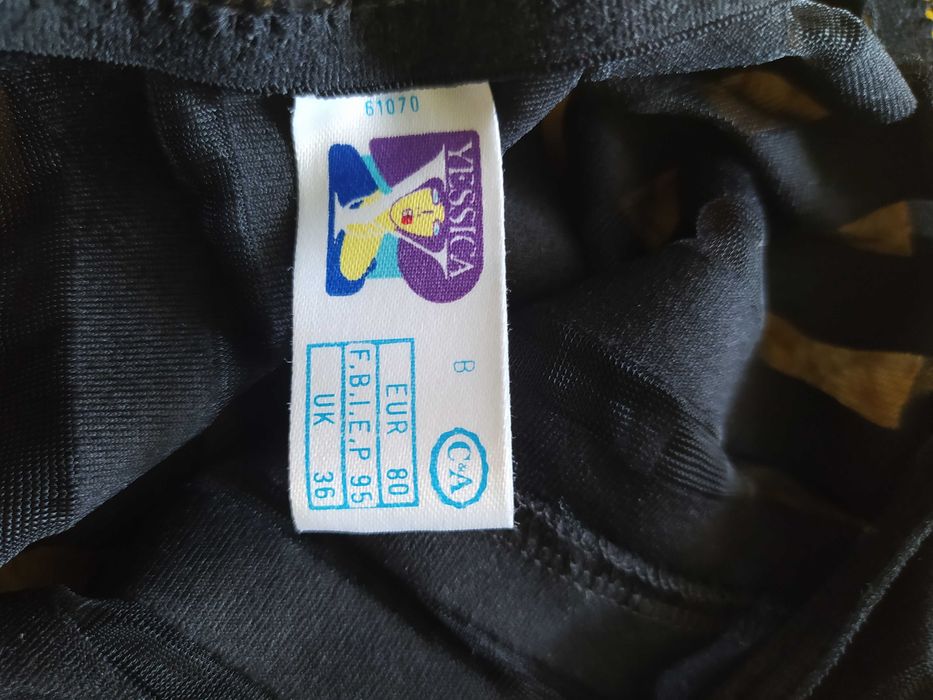 61070
YESSICA
B
C&A
EUR 80
F,B,I,E,P 95
UK 36